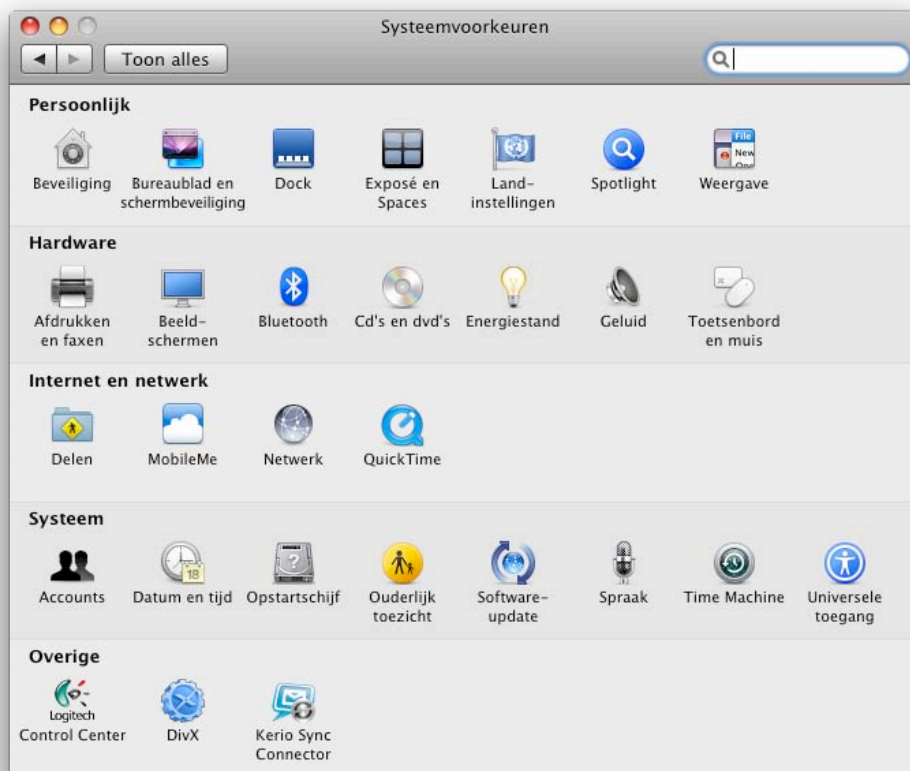 Systeemvoorkeuren
Toon alles
Persoonlijk
Beveiliging
Bureaublad en
schermbeveiliging
Dock
Exposé en
Spaces
Land-
instellingen
Spotlight
File
New
Weergave
Hardware
Afdrukken
en faxen
Beeld-
schermen
Bluetooth
Cd's en dvd's
Energiestand
Geluid
Toetsenbord
en muis
Internet en netwerk
Delen
MobileMe
Netwerk
QuickTime
Systeem
Accounts
18
Datum en tijd
?
Opstartschijf
Ouderlijk
toezicht
Software-
update
Spraak
Time Machine
Universele
toegang
Overige
Logitech
Control Center
DivX
Kerio Sync
Connector